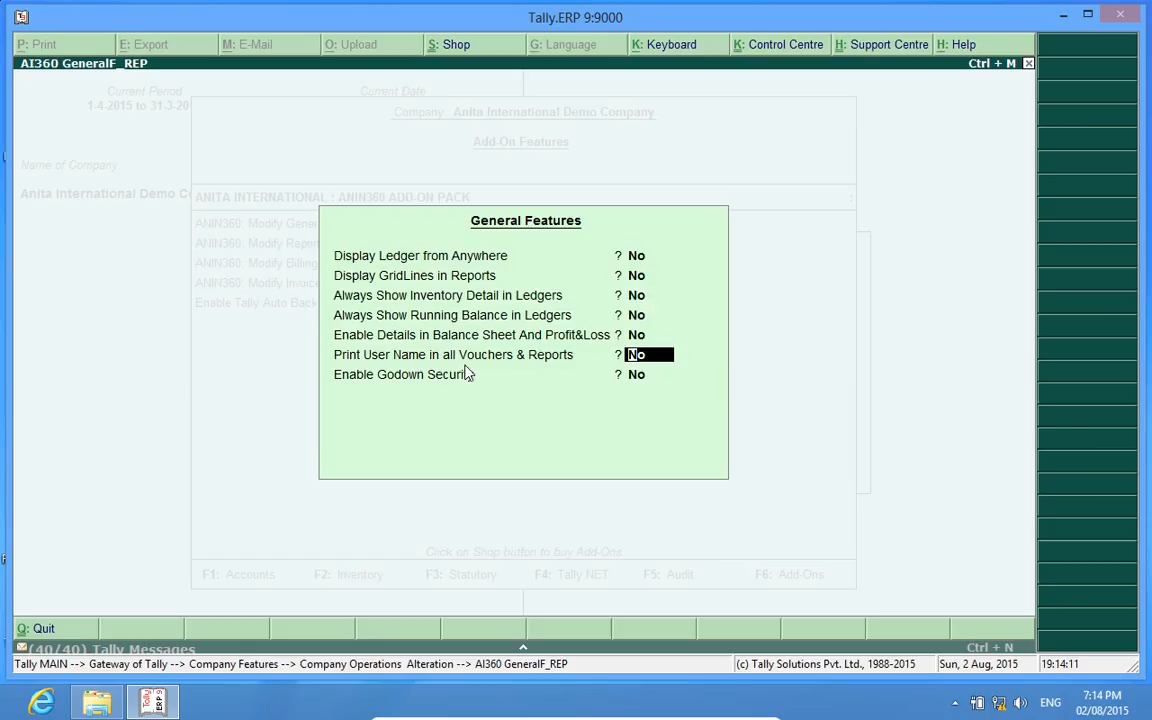 Tally.ERP 9:9000
P: Print
E: Export
M: E-Mail
O: Upload
S: Shop
G: Language
K: Keyboard
K: Control Centre
H: Support Centre
H: Help
AI360 GeneralF_REP
Ctrl + M
Current Period
Current Date
1-4-2015 to 31-3-20
Company: Anita International Demo Company
Add-On Features
Name of Company
Anita International Demo Co
ANITA INTERNATIONAL : ANIN360 ADD-ON PACK :
ANIN360: Modify Gener
ANIN360: Modify Repor
ANIN360: Modify Billing
ANIN360: Modify Invoic
Enable Tally Auto Back
General Features
Display Ledger from Anywhere ? No
Display GridLines in Reports ? No
Always Show Inventory Detail in Ledgers ? No
Always Show Running Balance in Ledgers ? No
Enable Details in Balance Sheet And Profit&Loss ? No
Print User Name in all Vouchers & Reports ? No
Enable Godown Securi ? No
Click on Shop button to buy Add-Ons.
F1: Accounts
F2: Inventory
F3: Statutory
F4: Tally NET
F5: Audit
F6: Add-Ons
Q: Quit
(40/40) Tally Messages
Ctrl + N
Tally MAIN --> Gateway of Tally --> Company Features --> Company Operations Alteration --> AI360 GeneralF_REP
(c) Tally Solutions Pvt. Ltd., 1988-2015
Sun, 2 Aug, 2015
19:14:11
Tally ERP 9
ENG
7:14 PM
02/08/2015